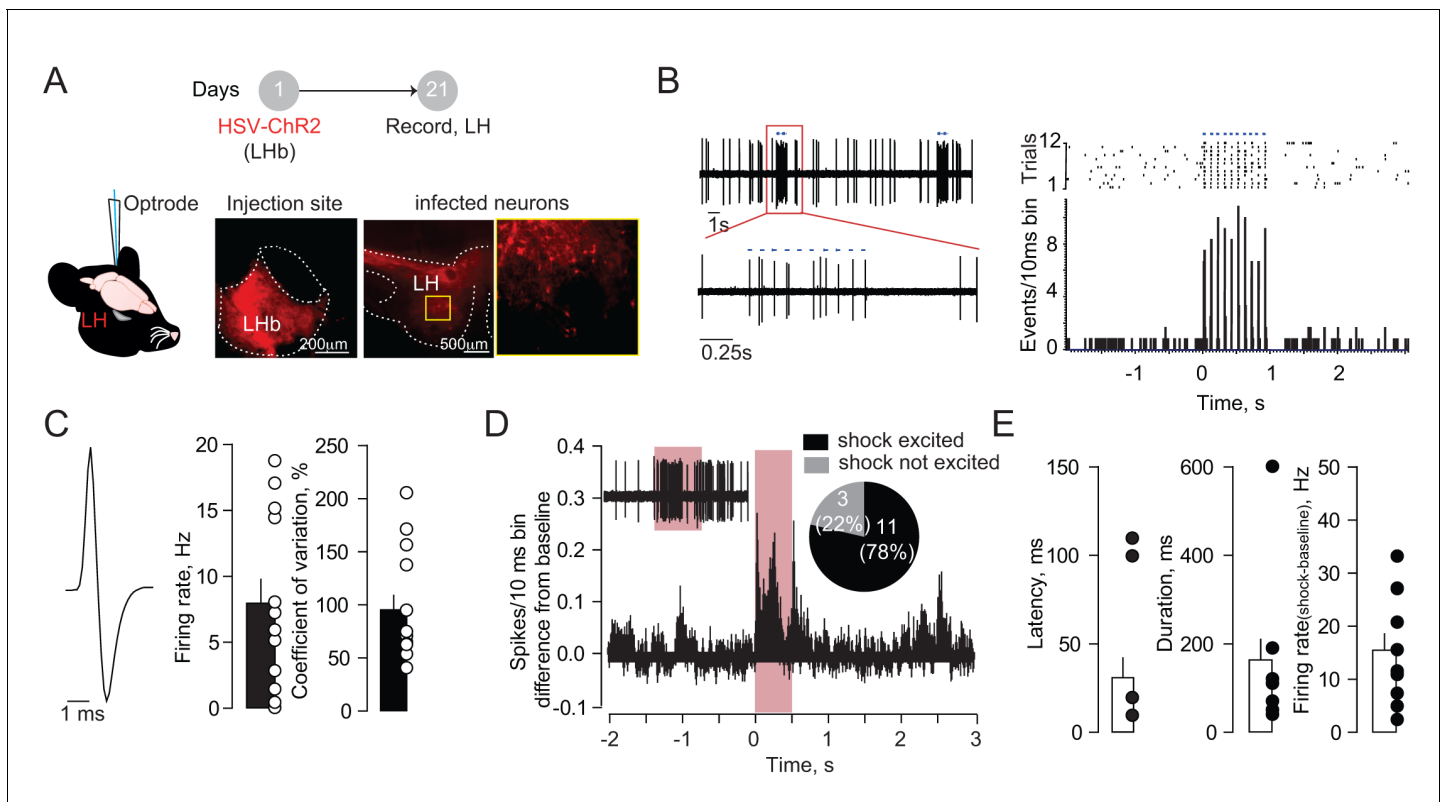 A
Days 1 21
HSV-ChR2 Record, LH
(LHb)
Optrode
Injection site infected neurons
LH
LHb
200μm
LH
500μm
B
1s
0.25s
12
Trials
1
Events/10ms bin
8
4
0
-1 0 1 2
Time, s
C
1 ms
Firing rate, Hz
20
15
10
5
0
Coefficient of variation, %
250
200
150
100
50
0
D
Spikes/10 ms bin
difference from baseline
0.4
0.3
0.2
0.1
0.0
-0.1
-2 -1 0 1 2 3
Time, s
shock excited
shock not excited
3
(22%)
11
(78%)
E
Latency, ms
150
100
50
0
Duration, ms
600
400
200
0
Firing rate(shock-baseline), Hz
50
40
30
20
10
0